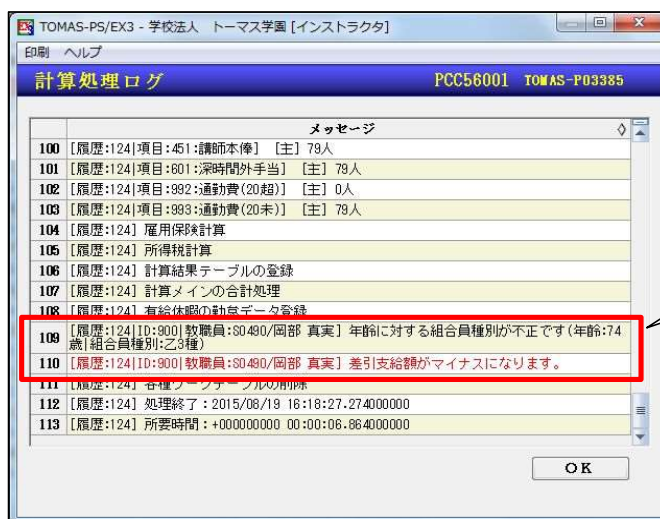 TOMAS-PS/EX3 - 学校法人　トーマス学園 [インストラクタ]
印刷　ヘルプ
計算処理ログ　PCC56001　TOMAS-P03385
メッセージ
100 [履歴:124|項目:451:講師本俸] [主] 79人
101 [履歴:124|項目:601:深時間外手当] [主] 79人
102 [履歴:124|項目:992:通勤費(20超)] [主] 0人
103 [履歴:124|項目:993:通勤費(20未)] [主] 79人
104 [履歴:124] 雇用保険計算
105 [履歴:124] 所得税計算
106 [履歴:124] 計算結果テーブルの登録
107 [履歴:124] 計算メインの合計処理
108 [履歴:124] 有給休暇の勤怠データ登録
109 [履歴:124|ID:900|教職員:S0490/岡部 真実] 年齢に対する組合員種別が不正です(年齢:74
歳|組合員種別:乙3種)
110 [履歴:124|ID:900|教職員:S0490/岡部 真実] 差引支給額がマイナスになります。
111 [履歴:124] 各種ワークテーブルの削除
112 [履歴:124] 処理終了：2015/08/19 16:18:27.274000000
113 [履歴:124] 所要時間：+000000000 00:00:06.864000000
OK